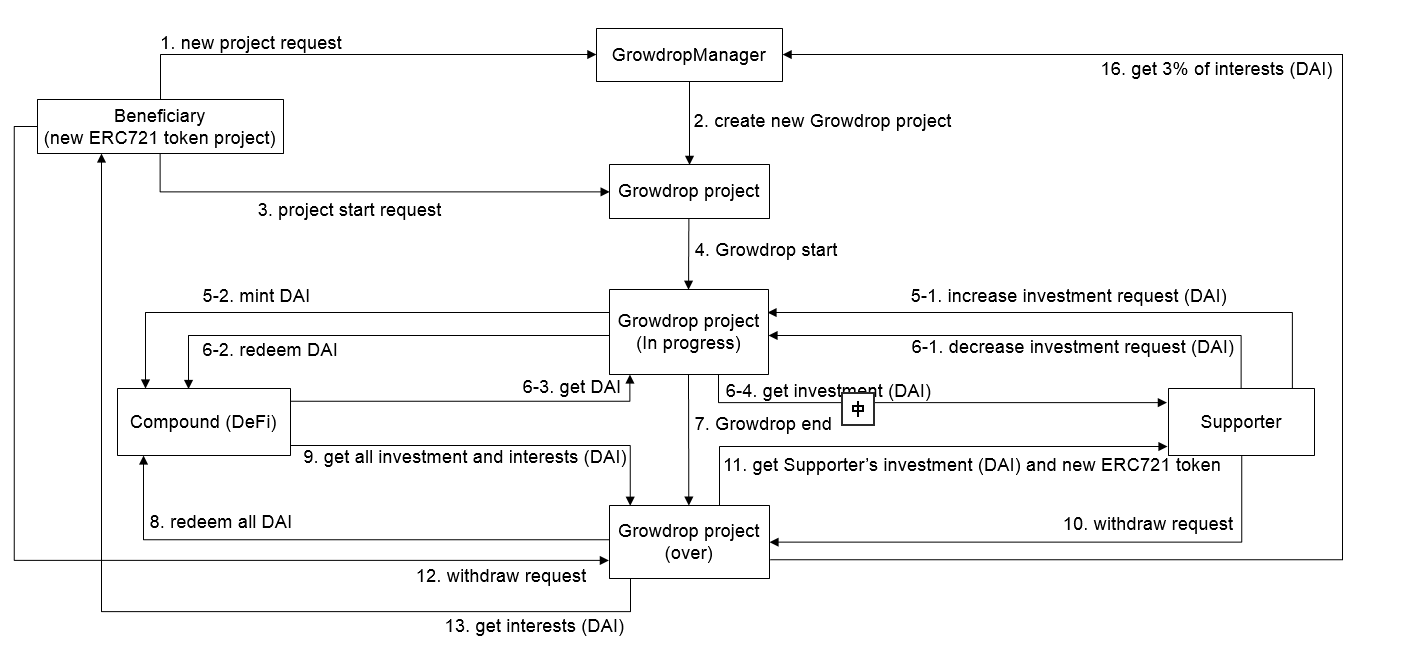 1. new project request
GrowdropManager
16. get 3% of interests (DAI)
Beneficiary
(new ERC721 token project)
2. create new Growdrop project
Growdrop project
3. project start request
4. Growdrop start
5-2. mint DAI
5-1. increase investment request (DAI)
Growdrop project
(In progress)
6-2. redeem DAI
6-1. decrease investment request (DAI)
6-3. get DAI
6-4. get investment (DAI)
中
Compound (DeFi)
7. Growdrop end
Supporter
9. get all investment and interests (DAI)
11. get Supporter’s investment (DAI) and new ERC721 token
8. redeem all DAI
Growdrop project
(over)
10. withdraw request
12. withdraw request
13. get interests (DAI)